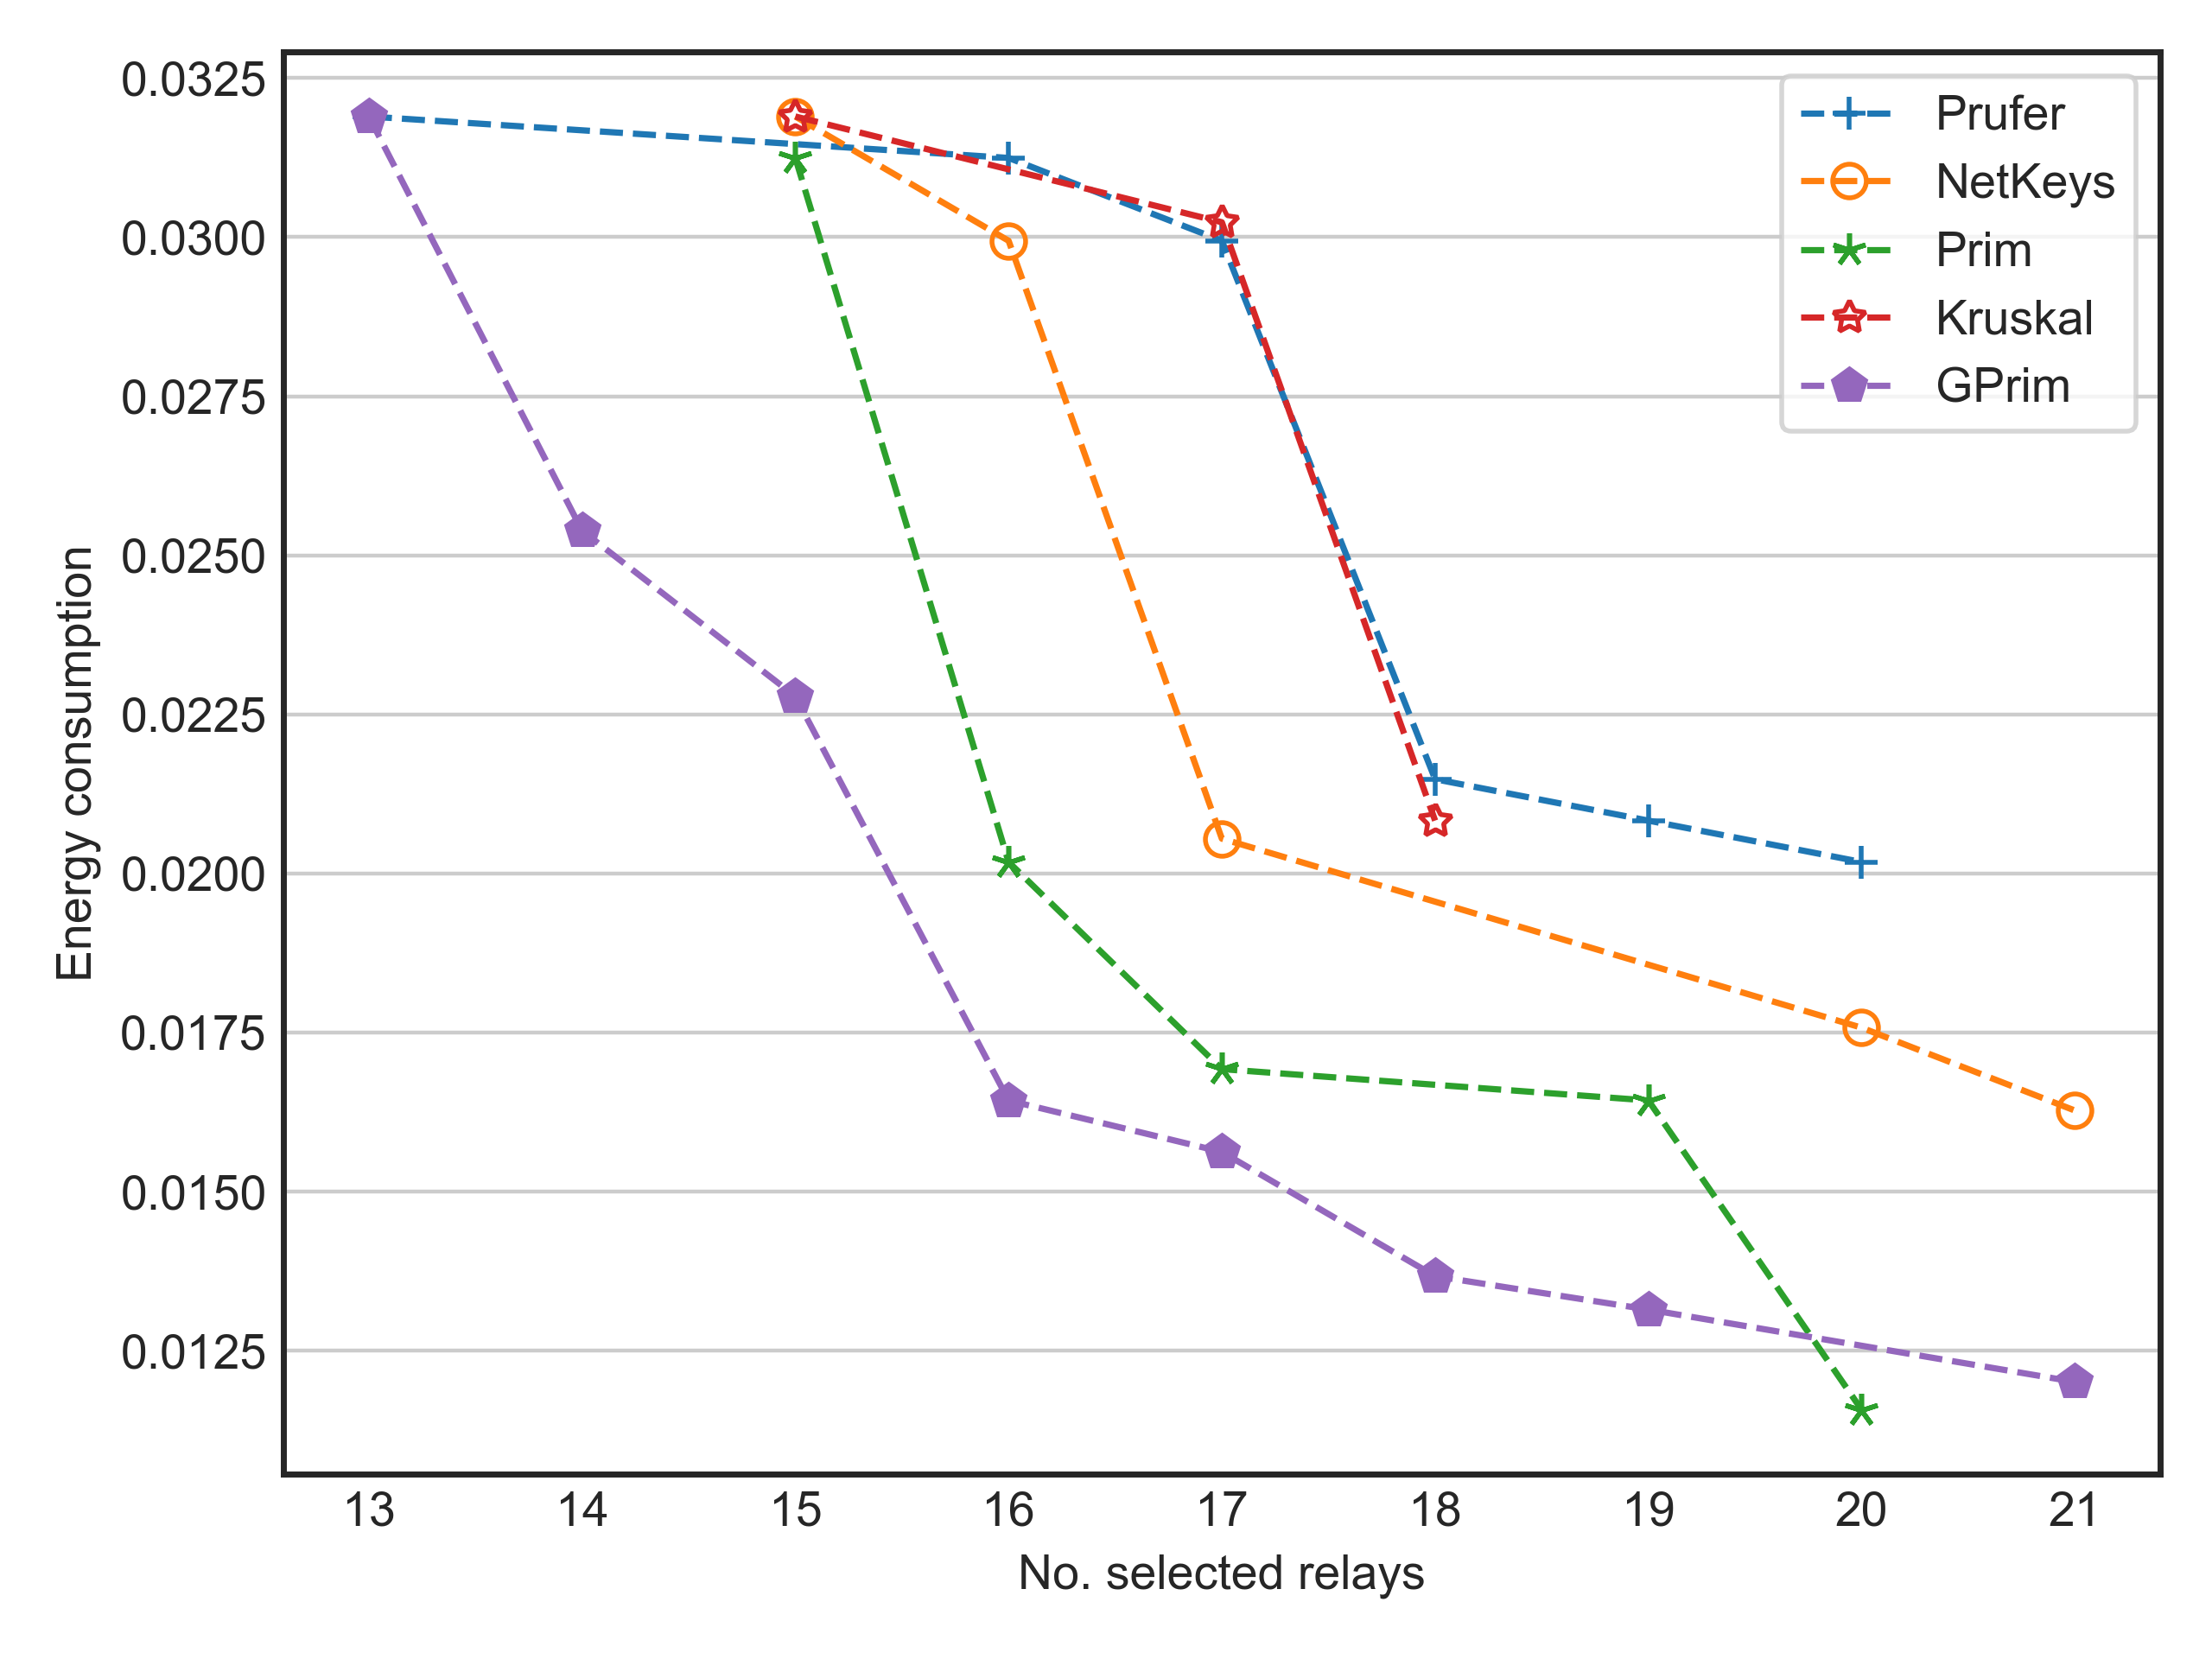 0.0325
0.0300
0.0275
0.0250
0.0225
0.0200
0.0175
0.0150
0.0125
Energy consumption
13 14 15 16 17 18 19 20 21
No. selected relays
Prufer
NetKeys
Prim
Kruskal
GPrim